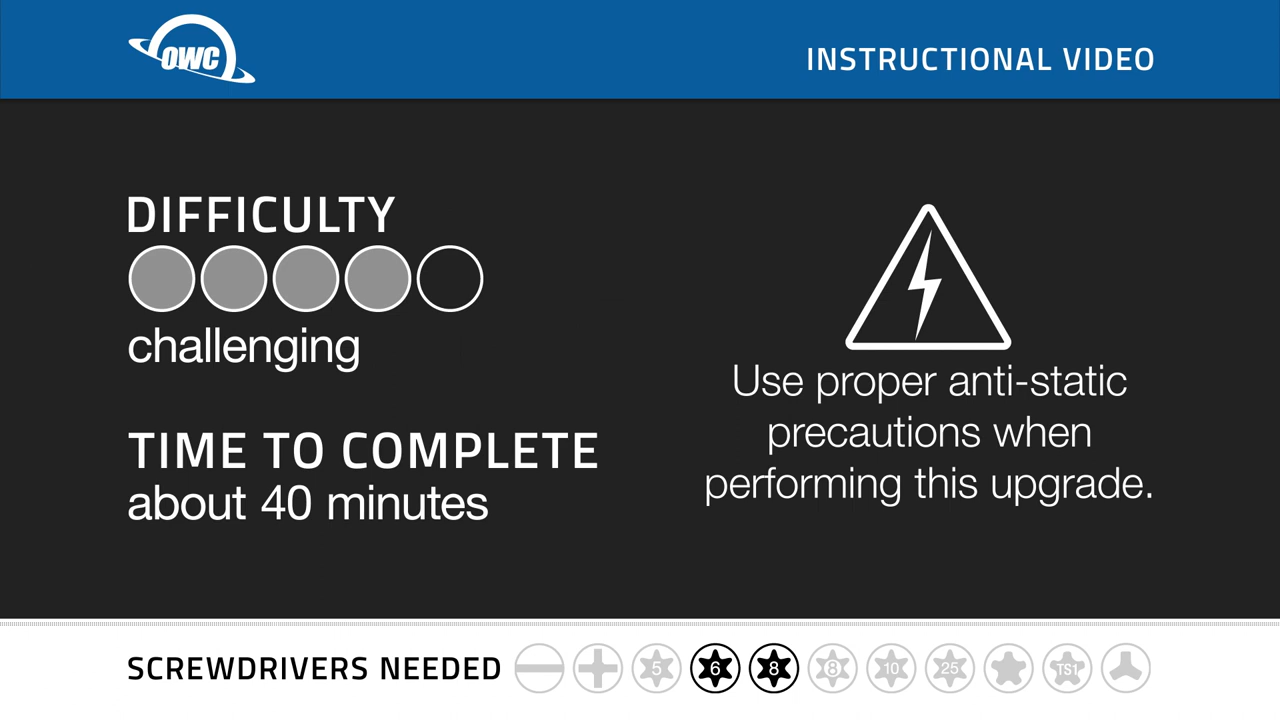 OWC
INSTRUCTIONAL VIDEO
DIFFICULTY
challenging
TIME TO COMPLETE
about 40 minutes
Use proper anti-static
precautions when
performing this upgrade.
SCREWDRIVERS NEEDED 5 6 8 8 10 25 TS1